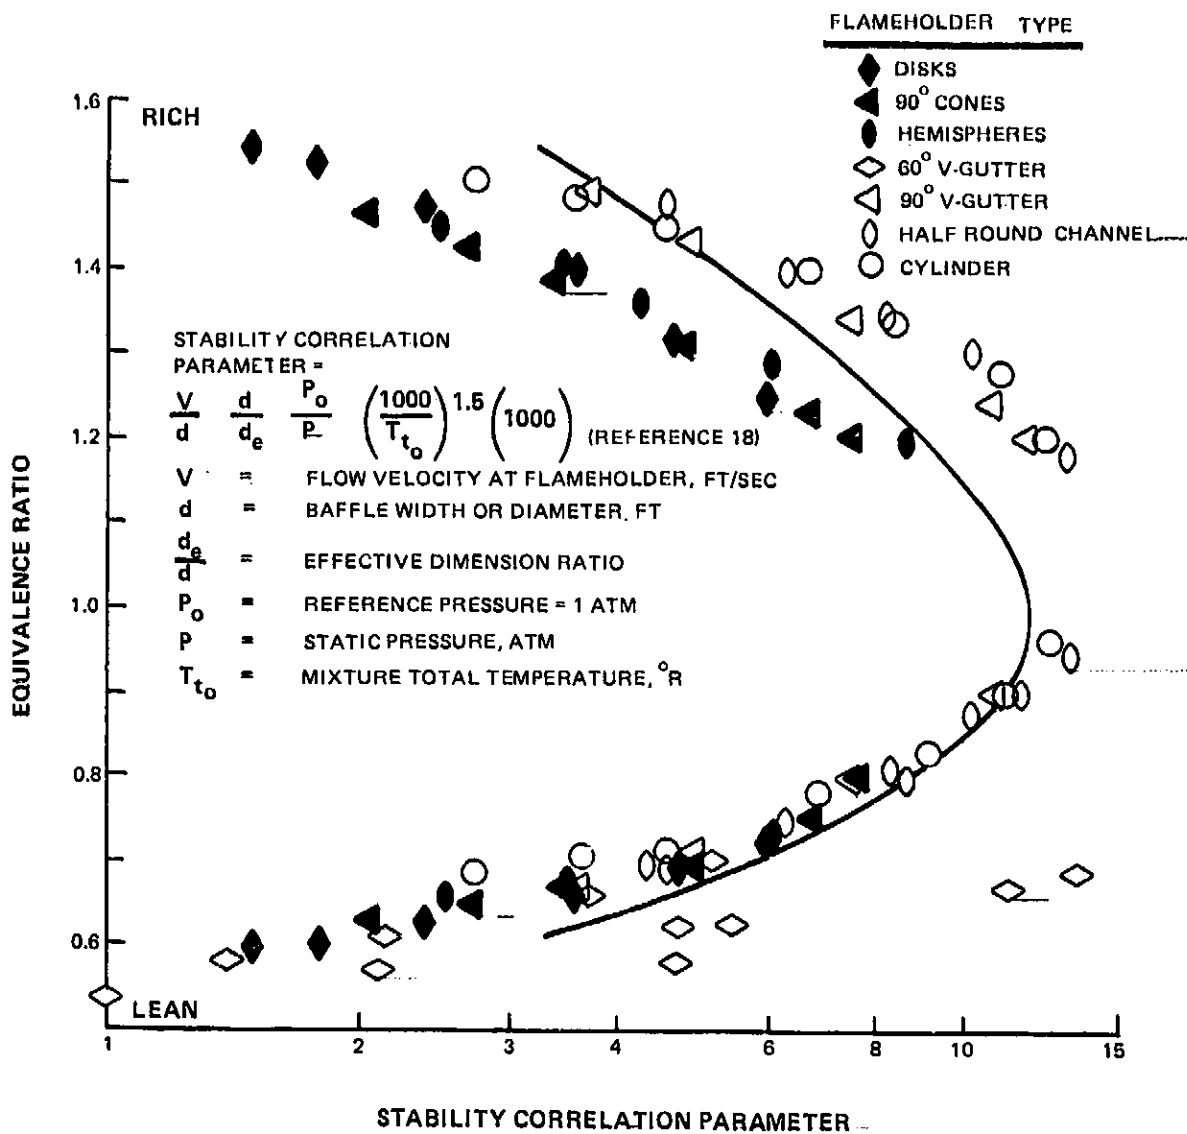 FLAMEHOLDER TYPE
DISKS
90° CONES
HEMISPHERES
60° V-GUTTER
90° V-GUTTER
HALF ROUND CHANNEL
CYLINDER
1.6
RICH
1.4
STABILITY CORRELATION
PARAMETER =
V/d d/de Po/P (1000/Tto)1.5 (1000) (REFERENCE 18)
V = FLOW VELOCITY AT FLAMEHOLDER, FT/SEC
d = BAFFLE WIDTH OR DIAMETER, FT
de/d = EFFECTIVE DIMENSION RATIO
Po = REFERENCE PRESSURE = 1 ATM
P = STATIC PRESSURE, ATM
Tto = MIXTURE TOTAL TEMPERATURE, °R
1.2
1.0
0.8
0.6
LEAN
EQUIVALENCE RATIO
1 2 3 4 6 8 10 15
STABILITY CORRELATION PARAMETER